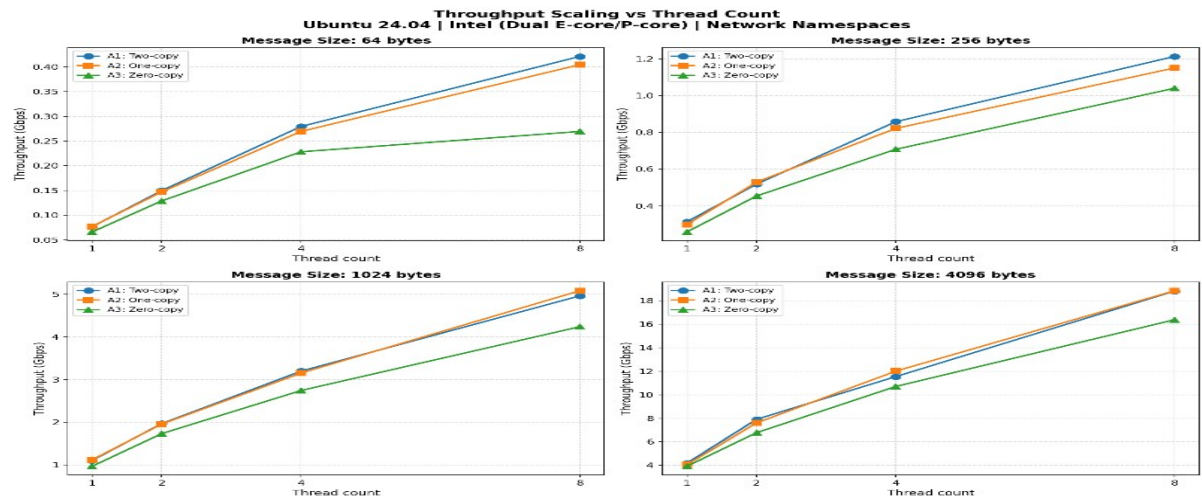 Throughput Scaling vs Thread Count
Ubuntu 24.04 | Intel (Dual E-core/P-core) | Network Namespaces
Message Size: 64 bytes
A1: Two-copy
A2: One-copy
A3: Zero-copy
Throughput (Gbps)
0.40
0.35
0.30
0.25
0.20
0.15
0.10
0.05
1 2 4 8
Thread count
Message Size: 256 bytes
A1: Two-copy
A2: One-copy
A3: Zero-copy
Throughput (Gbps)
1.2
1.0
0.8
0.6
0.4
1 2 4 8
Thread count
Message Size: 1024 bytes
A1: Two-copy
A2: One-copy
A3: Zero-copy
Throughput (Gbps)
5
4
3
2
1
1 2 4 8
Thread count
Message Size: 4096 bytes
A1: Two-copy
A2: One-copy
A3: Zero-copy
Throughput (Gbps)
18
16
14
12
10
8
6
4
1 2 4 8
Thread count